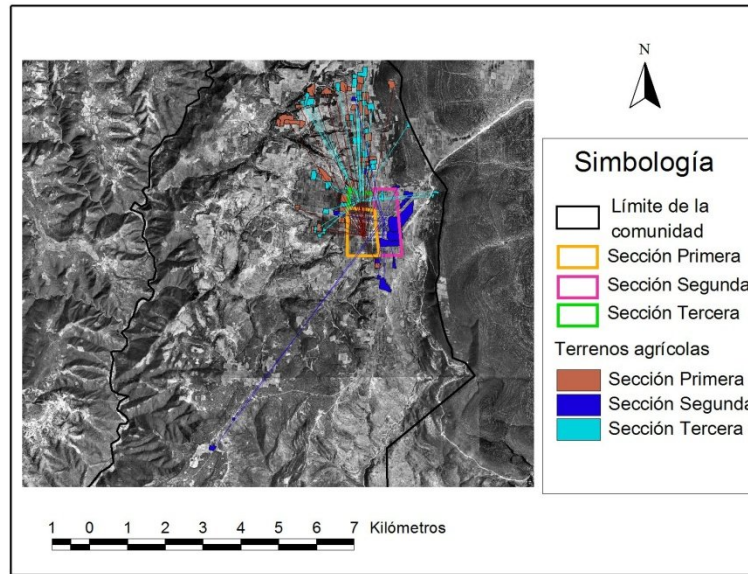 N
Simbología
Límite de la
comunidad
Sección Primera
Sección Segunda
Sección Tercera
Terrenos agrícolas
Sección Primera
Sección Segunda
Sección Tercera
1 0 1 2 3 4 5 6 7 Kilómetros